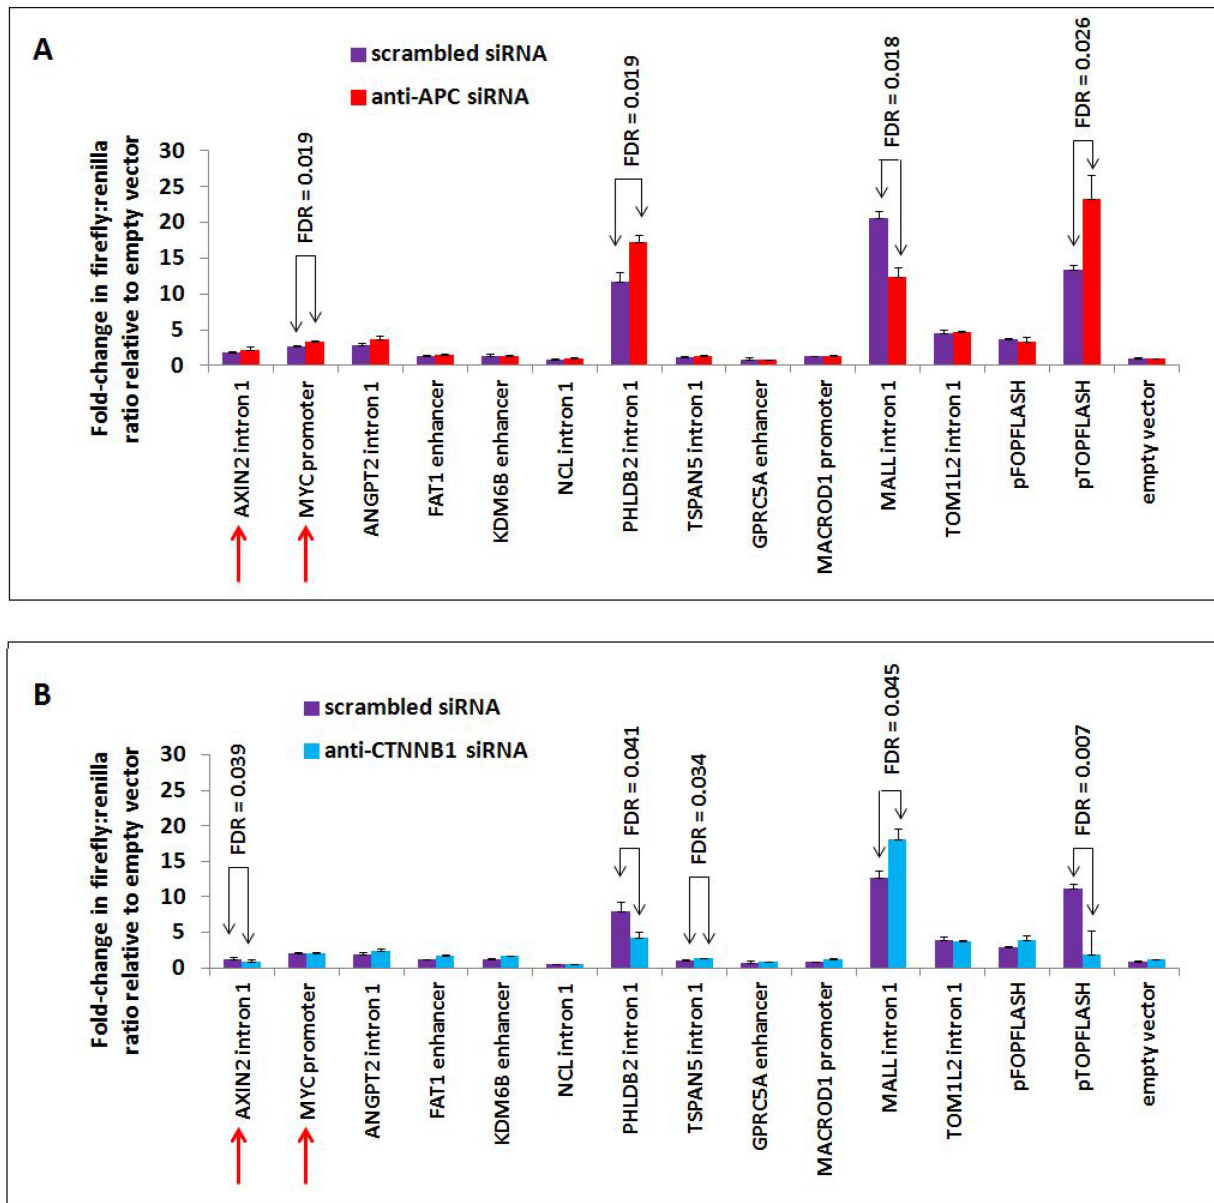 A
scrambled siRNA
anti-APC siRNA
FDR = 0.019
FDR = 0.019
FDR = 0.018
FDR = 0.026
Fold-change in firefly:renilla
ratio relative to empty vector
30
25
20
15
10
5
0
AXIN2 intron 1
MYC promoter
ANGPT2 intron 1
FAT1 enhancer
KDM6B enhancer
NCL intron 1
PHLDB2 intron 1
TSPAN5 intron 1
GPRC5A enhancer
MACROD1 promoter
MALL intron 1
TOM1L2 intron 1
pFOPFLASH
pTOPFLASH
empty vector
B
scrambled siRNA
anti-CTNNB1 siRNA
FDR = 0.039
FDR = 0.041
FDR = 0.034
FDR = 0.045
FDR = 0.007
Fold-change in firefly:renilla
ratio relative to empty vector
30
25
20
15
10
5
0
AXIN2 intron 1
MYC promoter
ANGPT2 intron 1
FAT1 enhancer
KDM6B enhancer
NCL intron 1
PHLDB2 intron 1
TSPAN5 intron 1
GPRC5A enhancer
MACROD1 promoter
MALL intron 1
TOM1L2 intron 1
pFOPFLASH
pTOPFLASH
empty vector